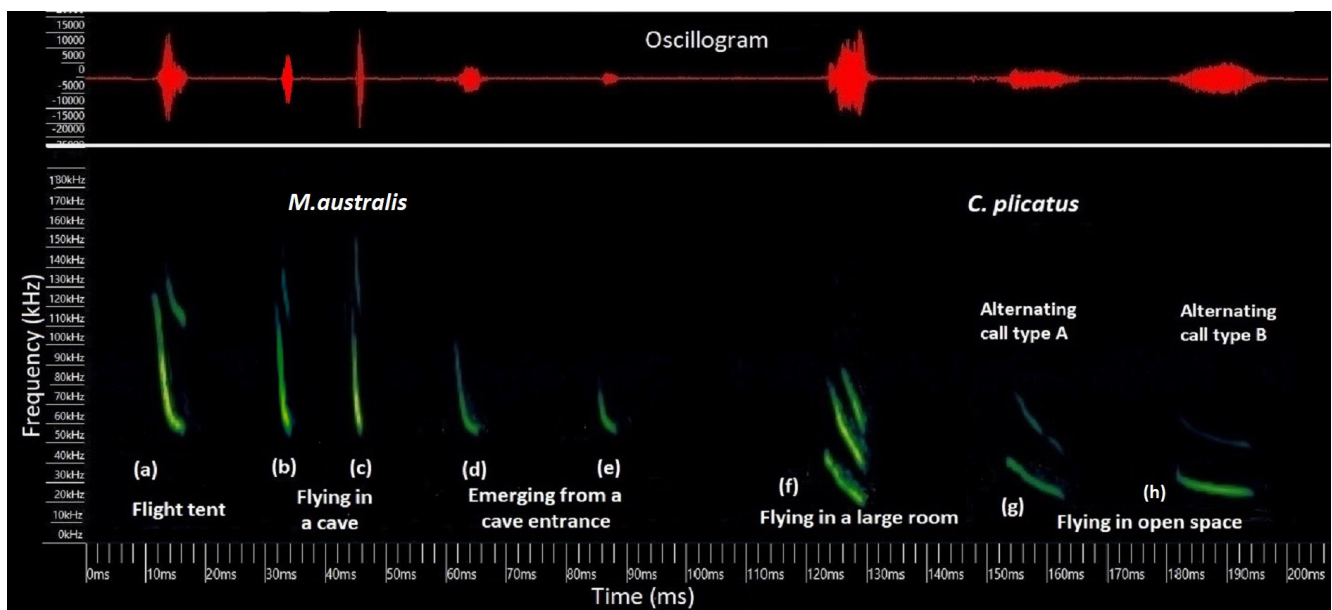 Oscillogram
15000
10000
5000
0
-5000
-10000
-15000
-20000
M.australis
C. plicatus
Frequency (kHz)
180kHz
170kHz
160kHz
150kHz
140kHz
130kHz
120kHz
110kHz
100kHz
90kHz
80kHz
70kHz
60kHz
50kHz
40kHz
30kHz
20kHz
10kHz
0kHz
Alternating
call type A
Alternating
call type B
(a)
(b)
(c)
(d)
(e)
(f)
(g)
(h)
Flight tent
Flying in
a cave
Emerging from a
cave entrance
Flying in a large room
Flying in open space
0ms 10ms 20ms 30ms 40ms 50ms 60ms 70ms 80ms 90ms 100ms 110ms 120ms 130ms 140ms 150ms 160ms 170ms 180ms 190ms 200ms
Time (ms)